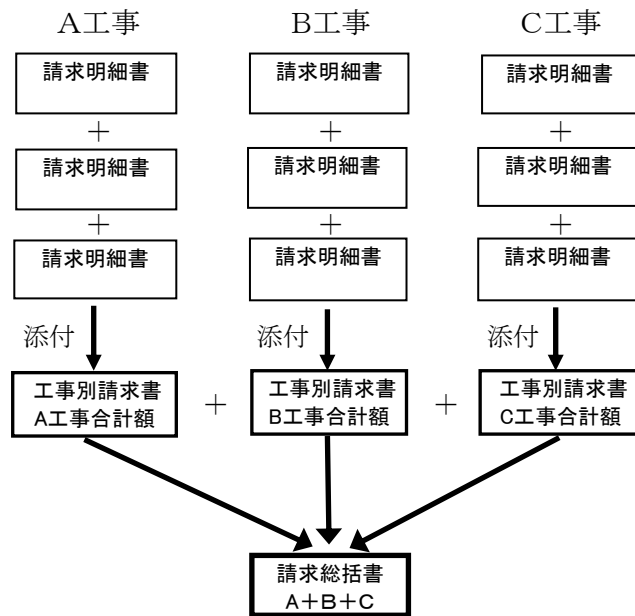 A工事 B工事 C工事
請求明細書 請求明細書 請求明細書
＋ ＋ ＋
請求明細書 請求明細書 請求明細書
＋ ＋ ＋
請求明細書 請求明細書 請求明細書
添付 添付 添付
工事別請求書 工事別請求書 工事別請求書
A工事合計額 ＋ B工事合計額 ＋ C工事合計額
請求総括書
A＋B＋C